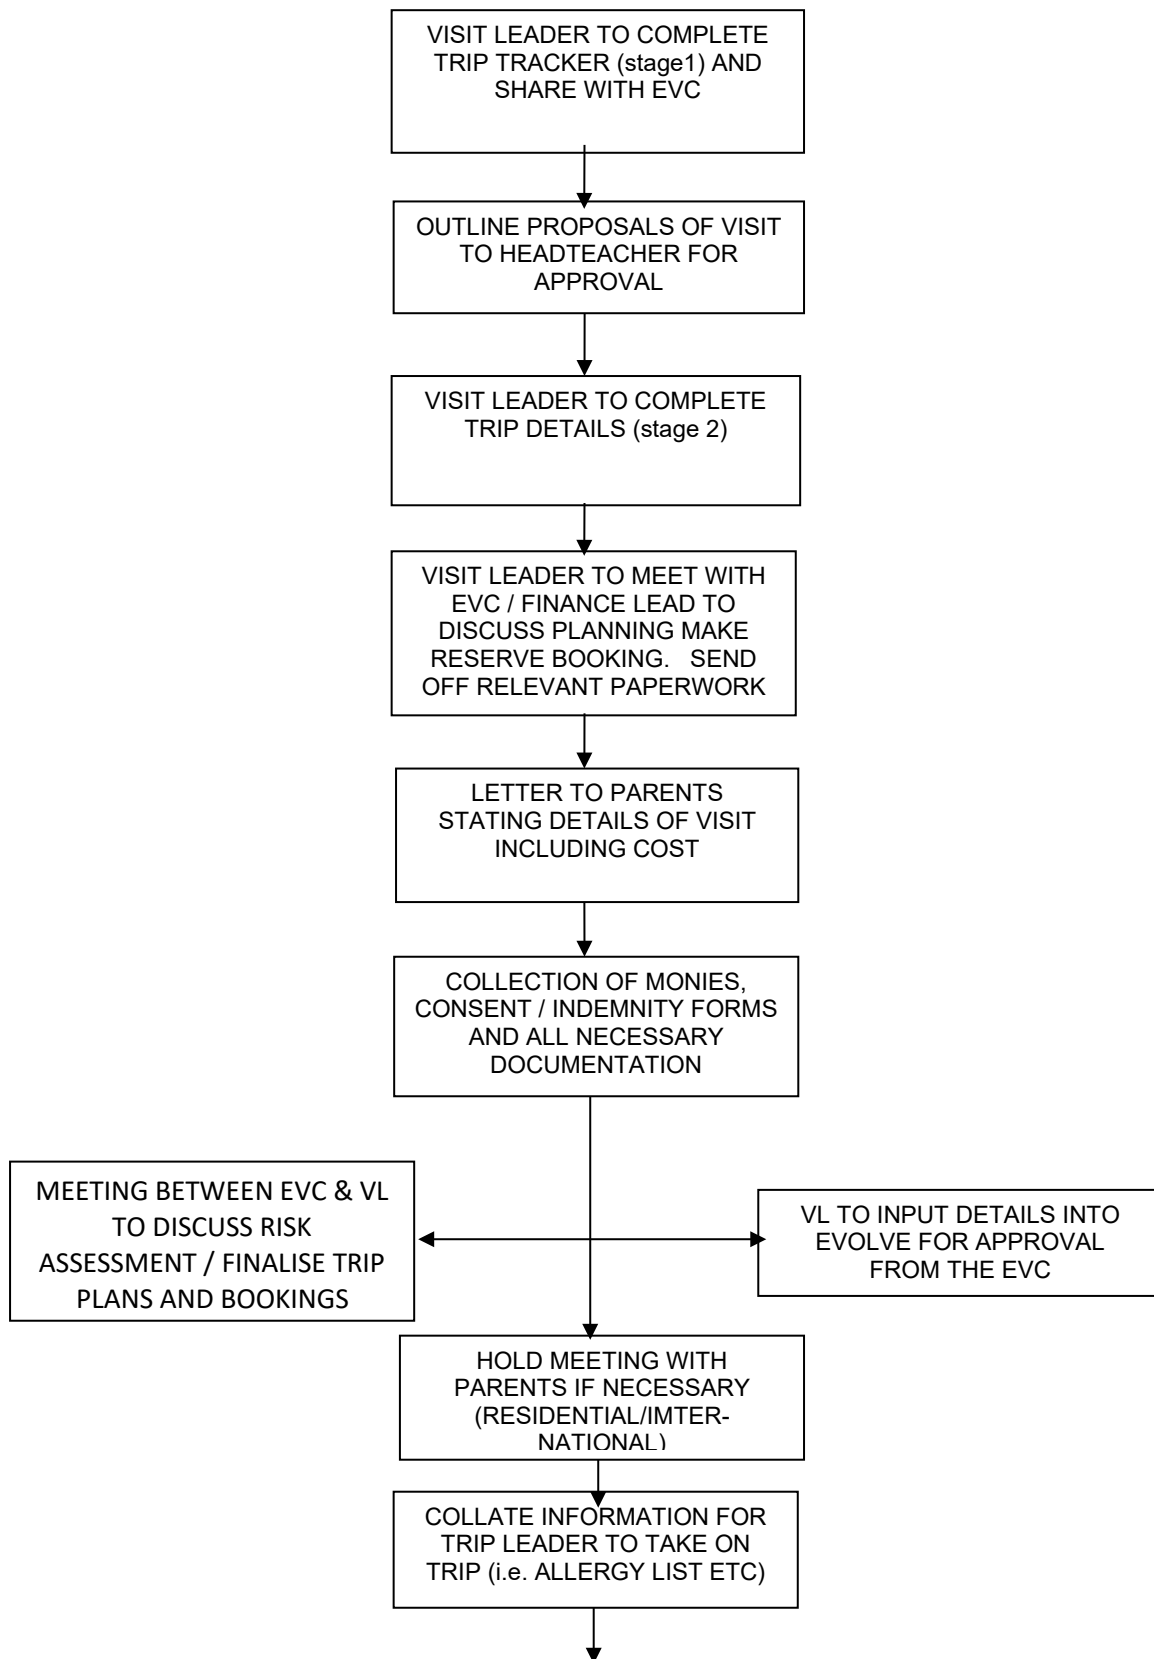 VISIT LEADER TO COMPLETE
TRIP TRACKER (stage1) AND
SHARE WITH EVC
OUTLINE PROPOSALS OF VISIT
TO HEADTEACHER FOR
APPROVAL
VISIT LEADER TO COMPLETE
TRIP DETAILS (stage 2)
VISIT LEADER TO MEET WITH
EVC / FINANCE LEAD TO
DISCUSS PLANNING MAKE
RESERVE BOOKING. SEND
OFF RELEVANT PAPERWORK
LETTER TO PARENTS
STATING DETAILS OF VISIT
INCLUDING COST
COLLECTION OF MONIES,
CONSENT / INDEMNITY FORMS
AND ALL NECESSARY
DOCUMENTATION
MEETING BETWEEN EVC & VL
TO DISCUSS RISK
ASSESSMENT / FINALISE TRIP
PLANS AND BOOKINGS
VL TO INPUT DETAILS INTO
EVOLVE FOR APPROVAL
FROM THE EVC
HOLD MEETING WITH
PARENTS IF NECESSARY
(RESIDENTIAL/IMTER-
NATIONAL)
COLLATE INFORMATION FOR
TRIP LEADER TO TAKE ON
TRIP (i.e. ALLERGY LIST ETC)